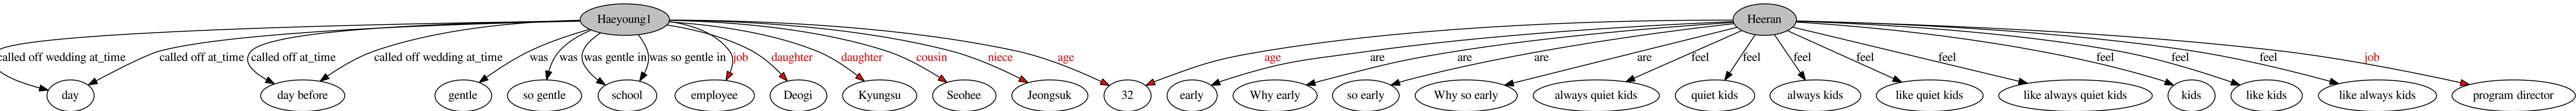 Haeyoung1 Heeran
called off wedding at_time called off at_time called off at_time called off wedding at_time was was was gentle in was so gentle in job daughter daughter cousin niece age age are are are are feel feel feel feel feel feel feel feel job
day day before gentle so gentle school employee Deogi Kyungsu Seohee Jeongsuk 32 early Why early so early Why so early always quiet kids quiet kids always kids like quiet kids like always quiet kids kids like kids like always kids program director